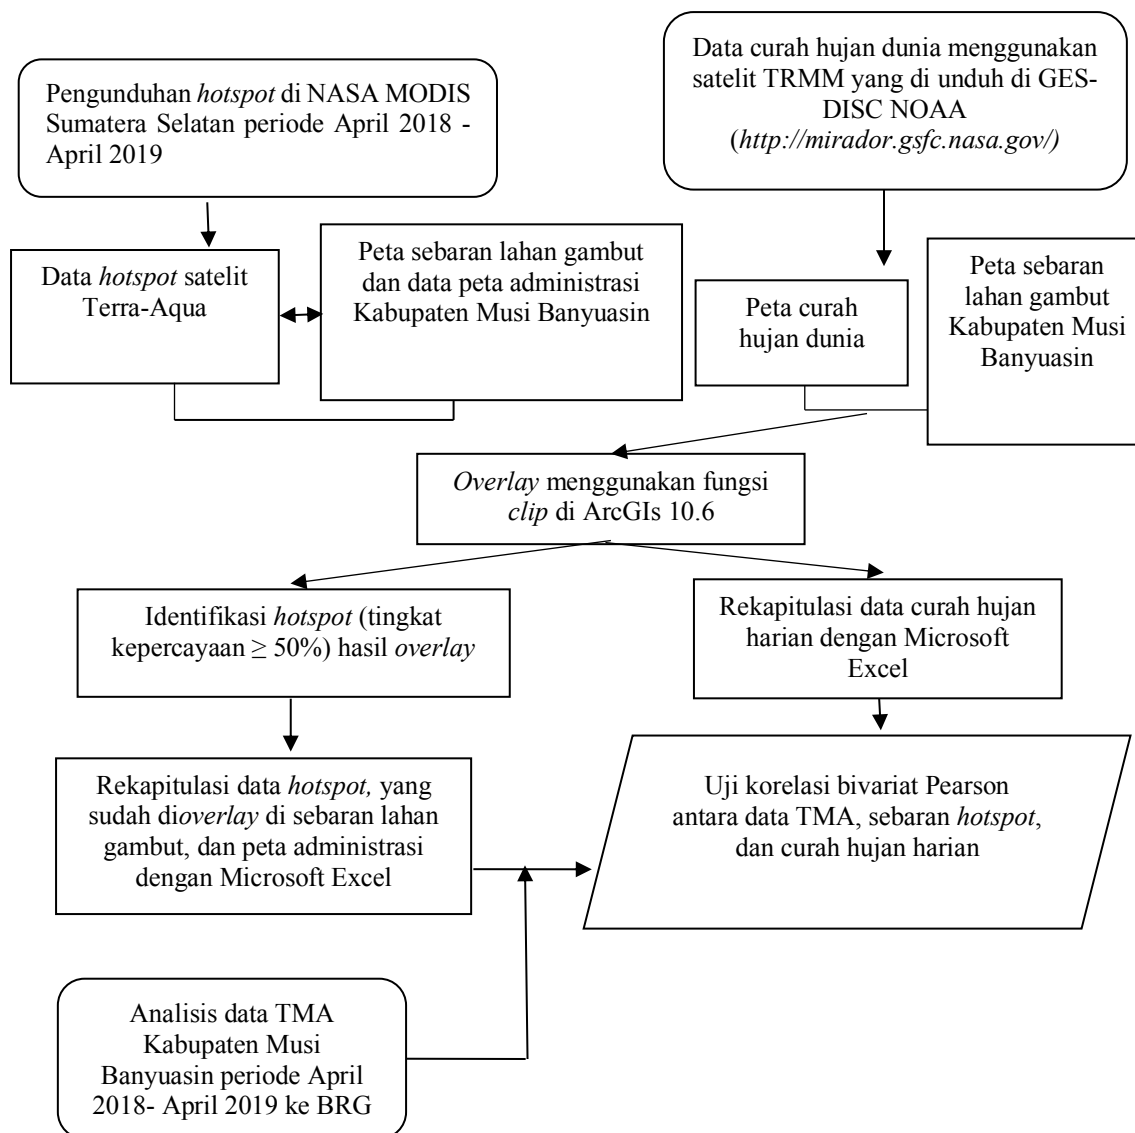 Pengunduhan hotspot di NASA MODIS
Sumatera Selatan periode April 2018 -
April 2019
Data curah hujan dunia menggunakan
satelit TRMM yang di unduh di GES-
DISC NOAA
(http://mirador.gsfc.nasa.gov/)
Data hotspot satelit
Terra-Aqua
Peta sebaran lahan gambut
dan data peta administrasi
Kabupaten Musi Banyuasin
Peta curah
hujan dunia
Peta sebaran
lahan gambut
Kabupaten Musi
Banyuasin
Overlay menggunakan fungsi
clip di ArcGIs 10.6
Identifikasi hotspot (tingkat
kepercayaan ≥ 50%) hasil overlay
Rekapitulasi data curah hujan
harian dengan Microsoft
Excel
Rekapitulasi data hotspot, yang
sudah dioverlay di sebaran lahan
gambut, dan peta administrasi
dengan Microsoft Excel
Uji korelasi bivariat Pearson
antara data TMA, sebaran hotspot,
dan curah hujan harian
Analisis data TMA
Kabupaten Musi
Banyuasin periode April
2018- April 2019 ke BRG